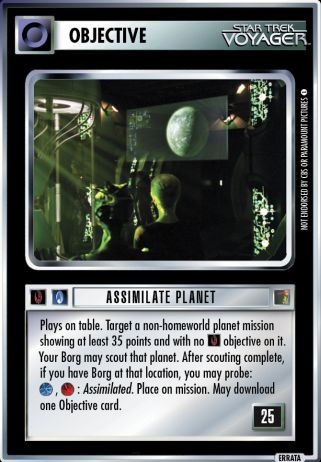 OBJECTIVE
STAR TREK
VOYAGER
NOT ENDORSED BY CBS OR PARAMOUNT PICTURES
ASSIMILATE PLANET
Plays on table. Target a non-homeworld planet mission
showing at least 35 points and with no objective on it.
Your Borg may scout that planet. After scouting complete,
if you have Borg at that location, you may probe:
, : Assimilated. Place on mission. May download
one Objective card.
25
ERRATA